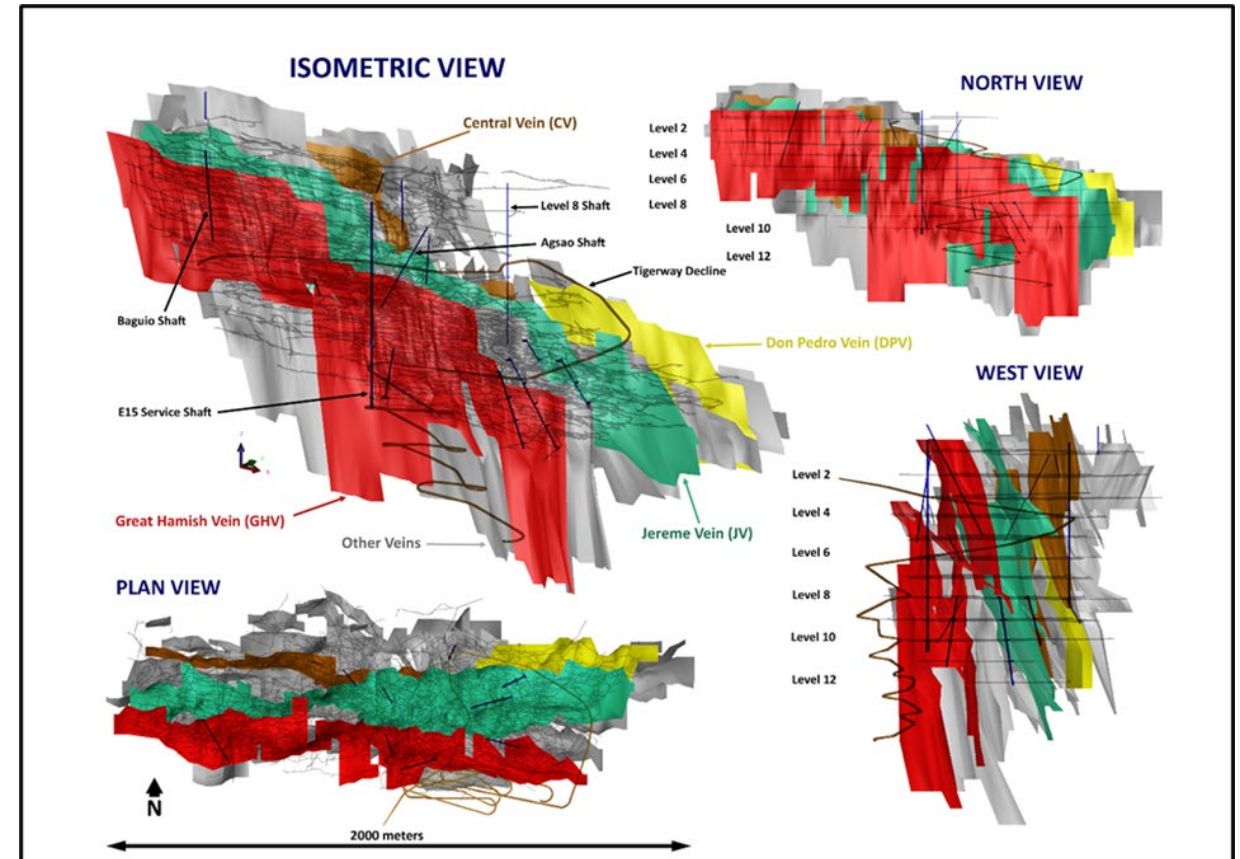 ISOMETRIC VIEW
Central Vein (CV)
Level 8 Shaft
Agsao Shaft
Tigerway Decline
Baguio Shaft
Don Pedro Vein (DPV)
E15 Service Shaft
Great Hamish Vein (GHV)
Other Veins
Jereme Vein (JV)
NORTH VIEW
Level 2
Level 4
Level 6
Level 8
Level 10
Level 12
WEST VIEW
Level 2
Level 4
Level 6
Level 8
Level 10
Level 12
PLAN VIEW
N
2000 meters